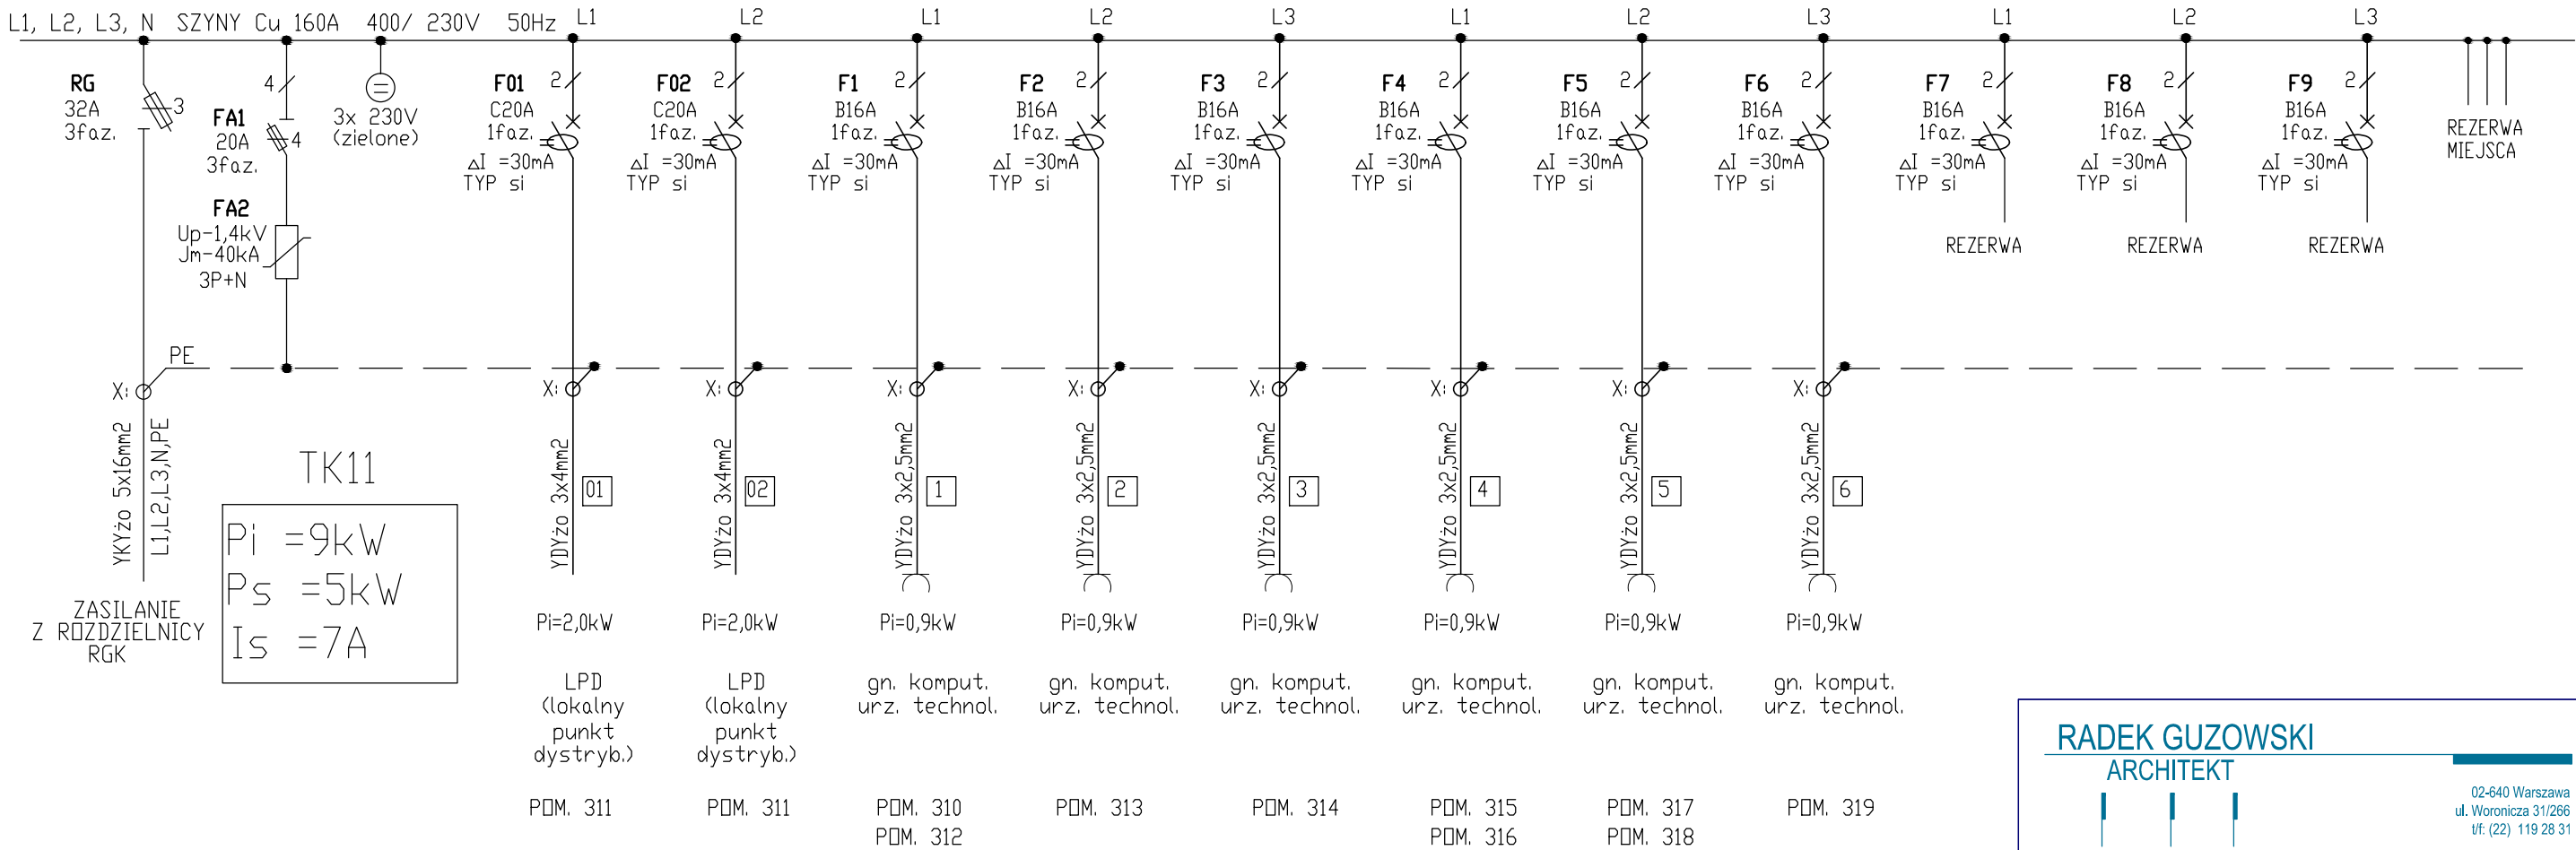 L1, L2, L3, N SZYNY Cu 160A 400/ 230V 50Hz
L1 L2 L1 L2 L3 L1 L2 L3 L1 L2 L3
RG
32A
3faz.
3
4
FA1
20A
3faz.
4
FA2
Up-1,4kV
Jm-40kA
3P+N
3x 230V
(zielone)
F01
C20A
1faz.
ΔI =30mA
TYP si
2
F02
C20A
1faz.
ΔI =30mA
TYP si
2
F1
B16A
1faz.
ΔI =30mA
TYP si
2
F2
B16A
1faz.
ΔI =30mA
TYP si
2
F3
B16A
1faz.
ΔI =30mA
TYP si
2
F4
B16A
1faz.
ΔI =30mA
TYP si
2
F5
B16A
1faz.
ΔI =30mA
TYP si
2
F6
B16A
1faz.
ΔI =30mA
TYP si
2
F7
B16A
1faz.
ΔI =30mA
TYP si
2
REZERWA
F8
B16A
1faz.
ΔI =30mA
TYP si
2
REZERWA
F9
B16A
1faz.
ΔI =30mA
TYP si
2
REZERWA
REZERWA
MIEJSCA
PE
X:
YKYżo 5x16mm2
L1,L2,L3,N,PE
ZASILANIE
Z ROZDZIELNICY
RGK
TK11
Pi =9kW
Ps =5kW
Is =7A
X:
YDYżo 3x4mm2
01
Pi=2,0kW
LPD
(lokalny
punkt
dystryb.)
POM. 311
X:
YDYżo 3x4mm2
02
Pi=2,0kW
LPD
(lokalny
punkt
dystryb.)
POM. 311
X:
YDYżo 3x2,5mm2
1
Pi=0,9kW
gn. komput.
urz. technol.
POM. 310
POM. 312
X:
YDYżo 3x2,5mm2
2
Pi=0,9kW
gn. komput.
urz. technol.
POM. 313
X:
YDYżo 3x2,5mm2
3
Pi=0,9kW
gn. komput.
urz. technol.
POM. 314
X:
YDYżo 3x2,5mm2
4
Pi=0,9kW
gn. komput.
urz. technol.
POM. 315
POM. 316
X:
YDYżo 3x2,5mm2
5
Pi=0,9kW
gn. komput.
urz. technol.
POM. 317
POM. 318
X:
YDYżo 3x2,5mm2
6
Pi=0,9kW
gn. komput.
urz. technol.
POM. 319
RADEK GUZOWSKI
ARCHITEKT
02-640 Warszawa
ul. Woronicza 31/266
t/f: (22) 119 28 31